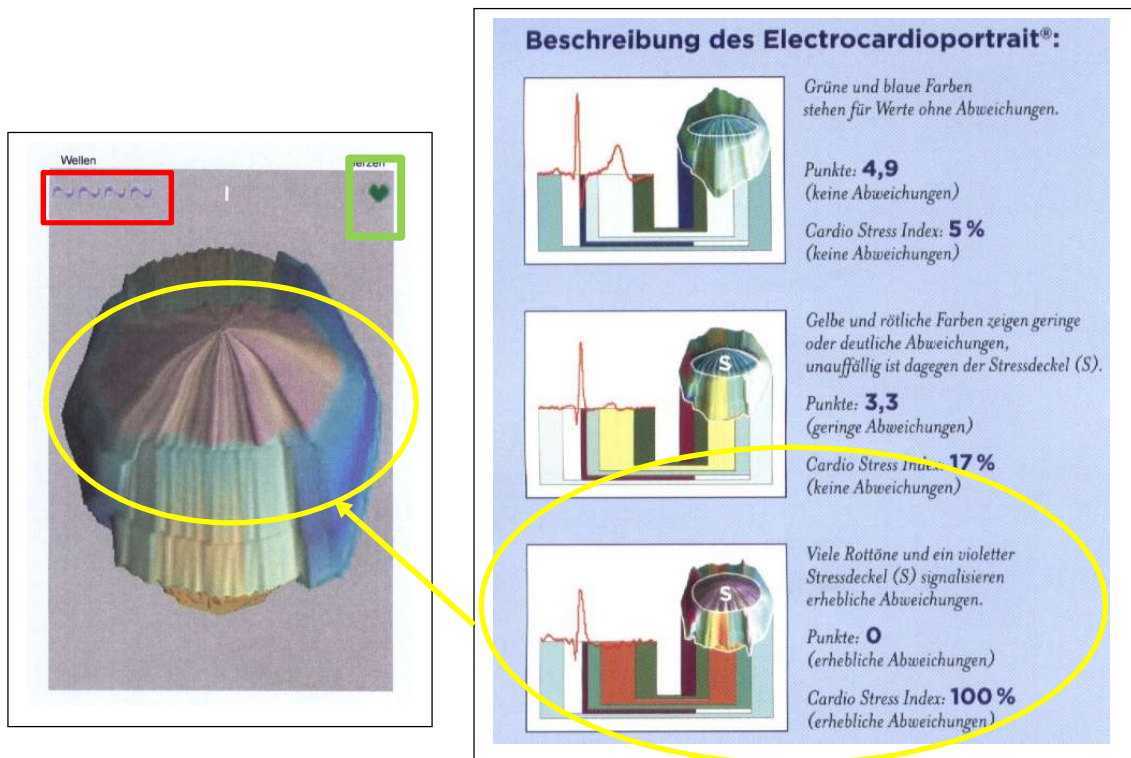 Wellen
erzen
I
Beschreibung des Electrocardioportrait®:
Grüne und blaue Farben
stehen für Werte ohne Abweichungen.
Punkte: 4,9
(keine Abweichungen)
Cardio Stress Index: 5 %
(keine Abweichungen)
S
Gelbe und rötliche Farben zeigen geringe
oder deutliche Abweichungen,
unauffällig ist dagegen der Stressdeckel (S).
Punkte: 3,3
(geringe Abweichungen)
Cardio Stress Index: 17 %
(keine Abweichungen)
S
Viele Rottöne und ein violetter
Stressdeckel (S) signalisieren
erhebliche Abweichungen.
Punkte: 0
(erhebliche Abweichungen)
Cardio Stress Index: 100 %
(erhebliche Abweichungen)